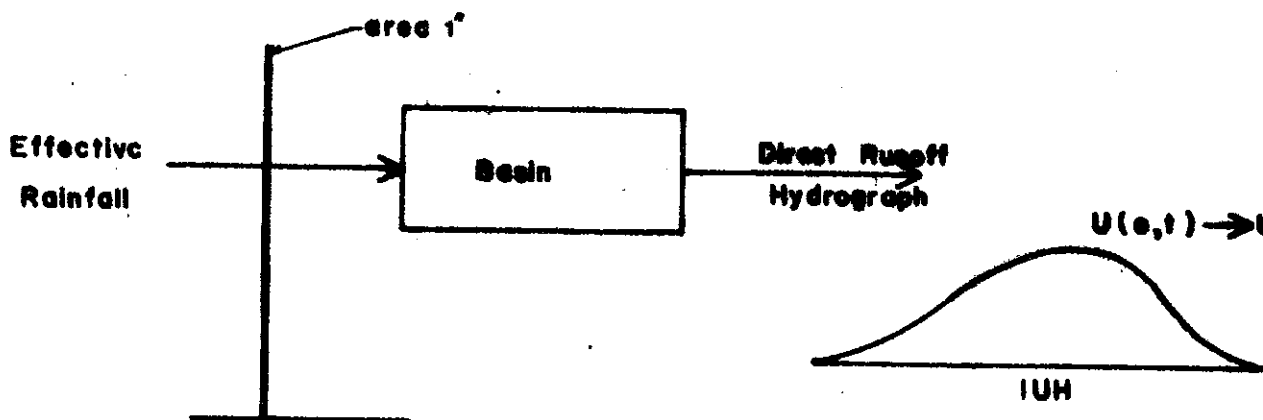 area 1"
Effective
Rainfall
Basin
Direct Runoff
Hydrograph
U(o,t) →
IUH